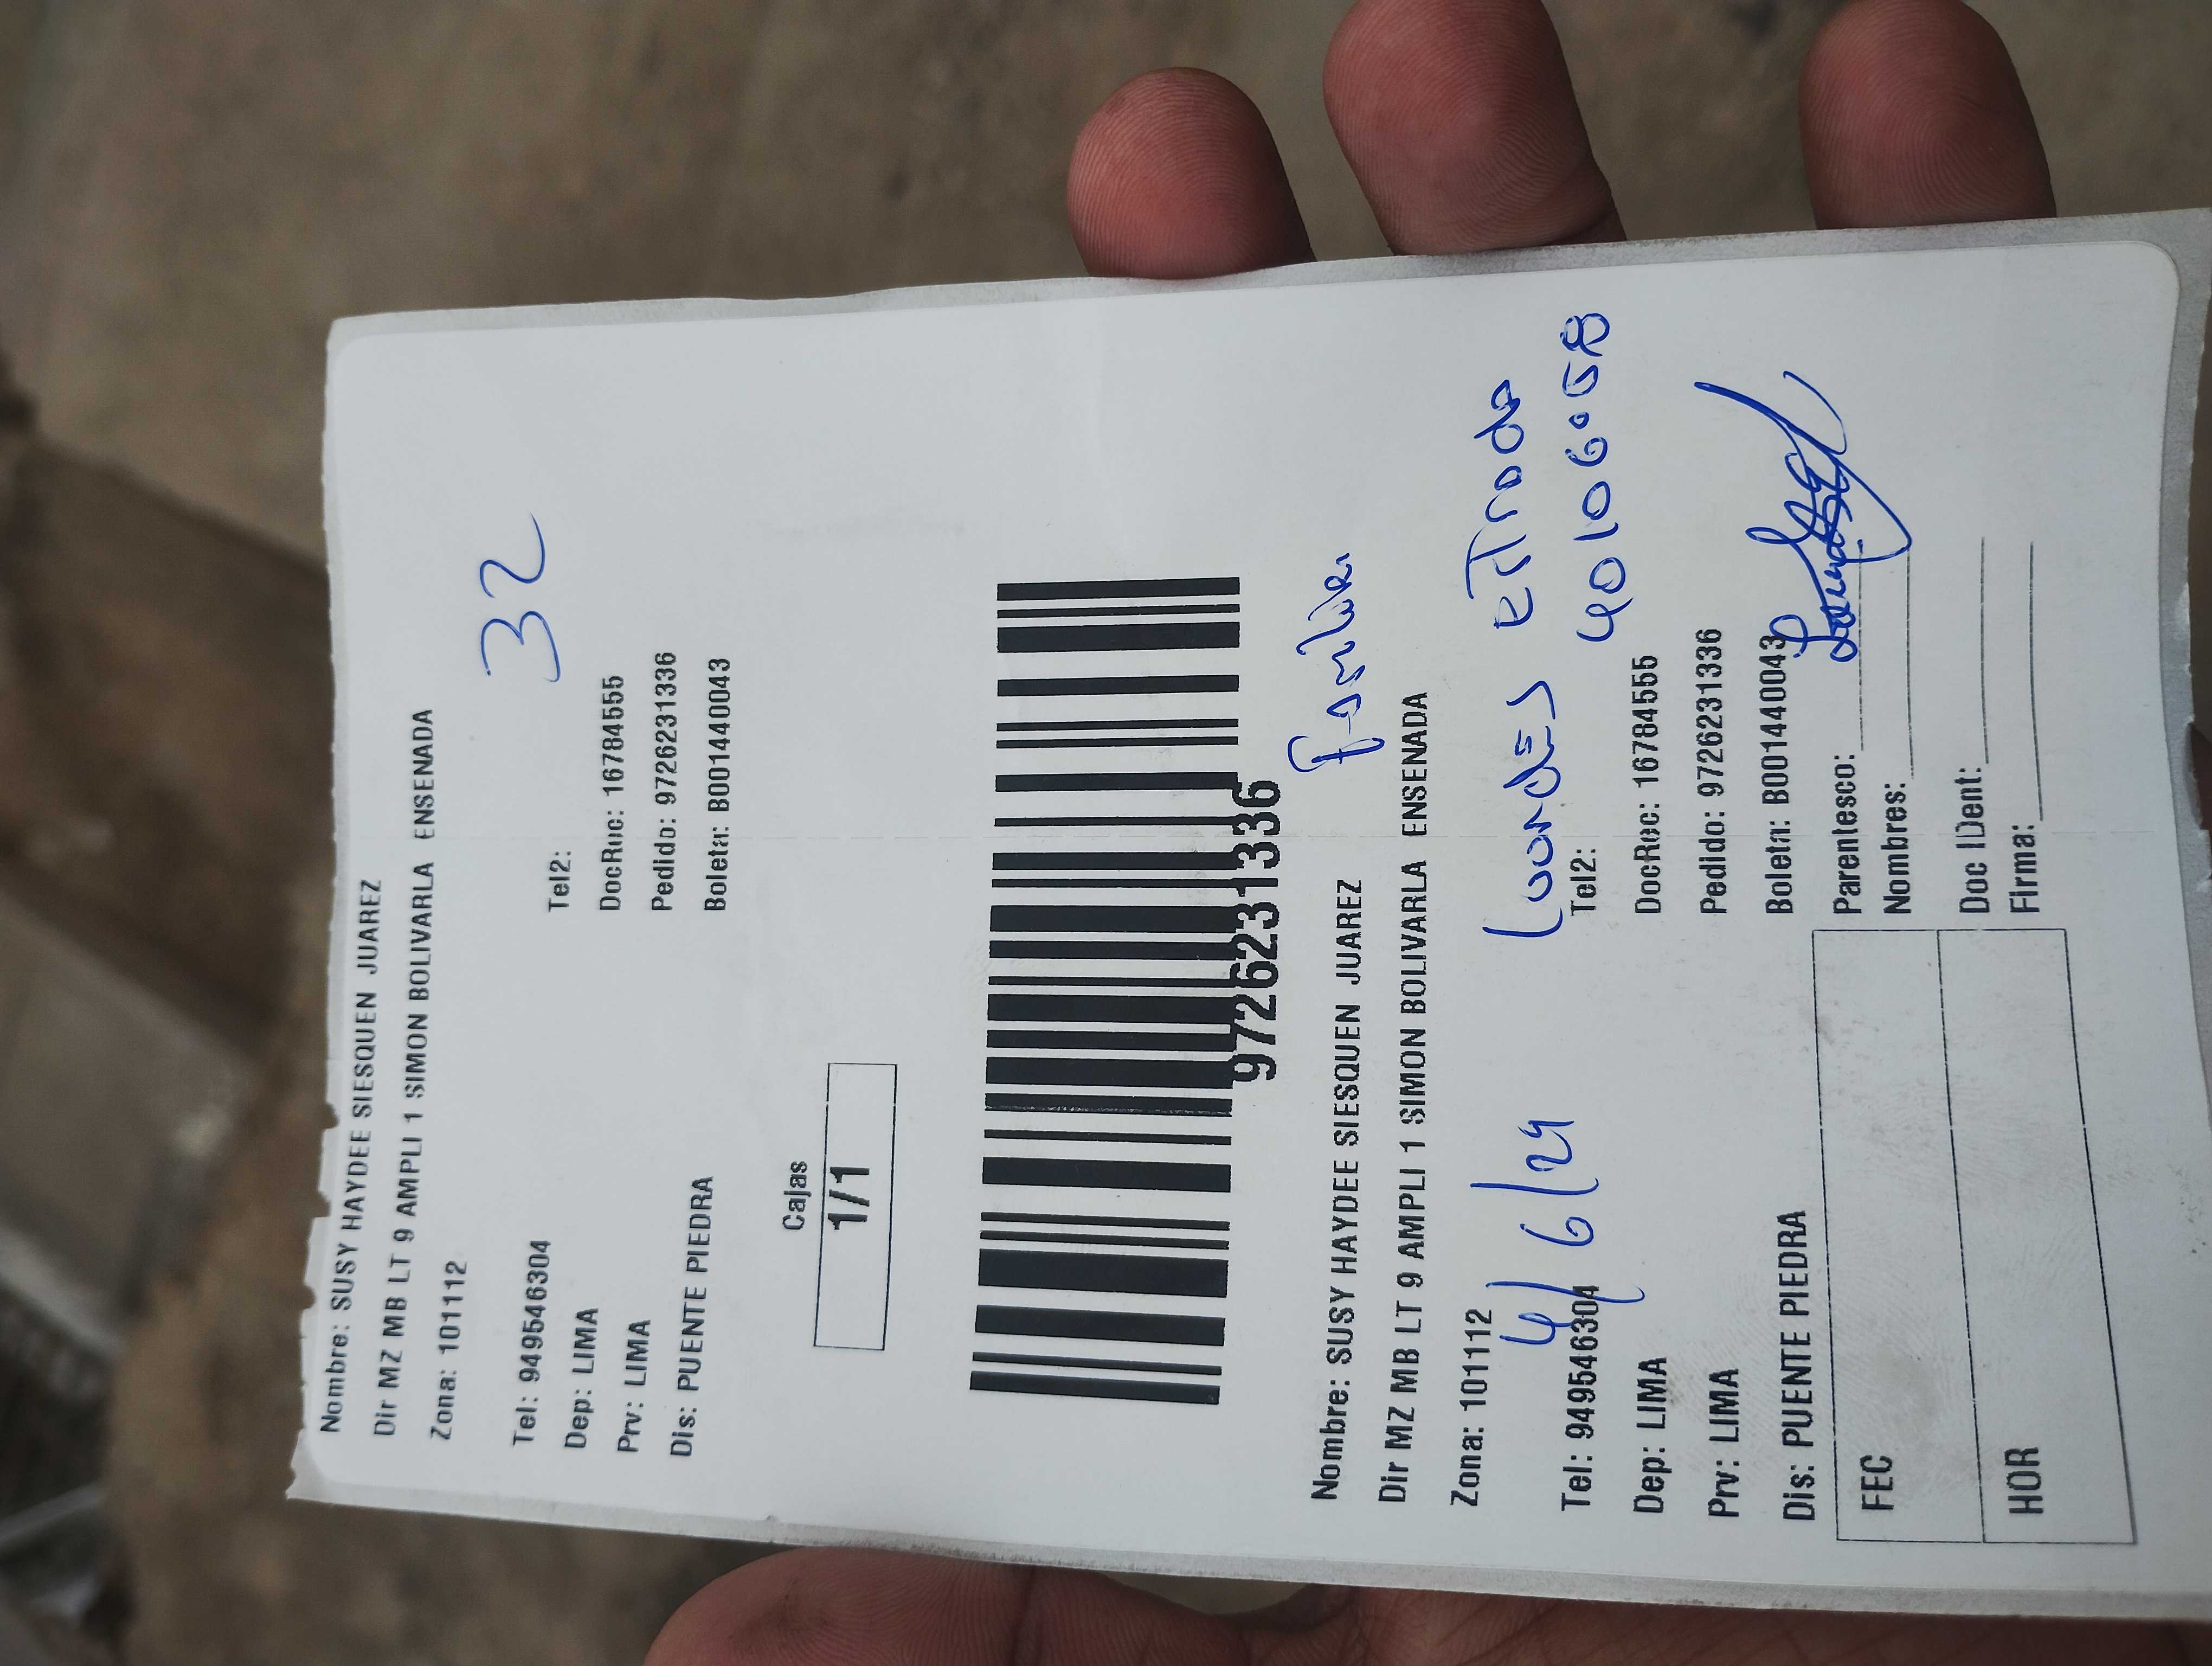 Nombre: SUSY HAYDEE SIESQUEN JUAREZ
Dir MZ MB LT 9 AMPLI 1 SIMON BOLIVARLA ENSENADA
Zona: 101112
32
Tel: 949546304 Tel2:
Dep: LIMA DocRuc: 16784555
Prv: LIMA Pedido: 9726231336
Dis: PUENTE PIEDRA Boleta: B001440043
Cajas
1/1
9726231336
Nombre: SUSY HAYDEE SIESQUEN JUAREZ
Dir MZ MB LT 9 AMPLI 1 SIMON BOLIVARLA ENSENADA
Zona: 101112
4/6/24
Tel: 949546304 Tel2:
Dep: LIMA DocRuc: 16784555
Prv: LIMA Pedido: 9726231336
Dis: PUENTE PIEDRA Boleta: B001440043
FEC Parentesco:
Nombres:
HOR Doc IDent:
Firma: